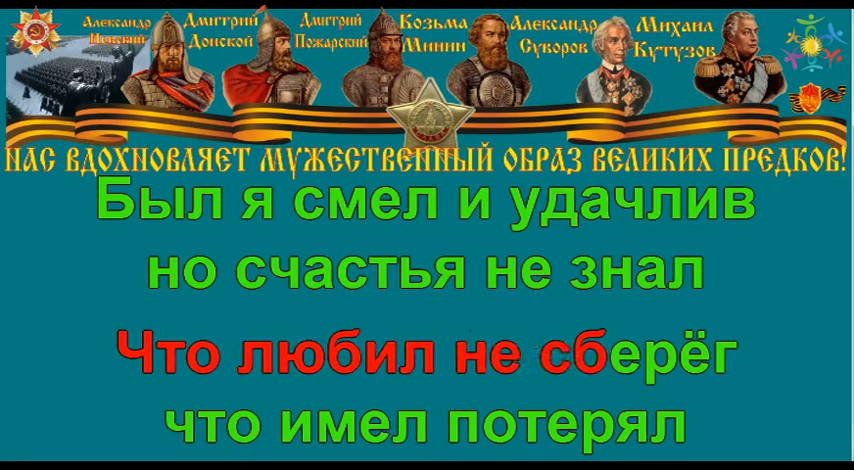 Александр Невский
Дмитрий Донской
Дмитрий Пожарский
Козьма Минин
Александр Суворов
Михаил Кутузов
НАС ВДОХНОВЛЯЕТ МУЖЕСТВЕННЫЙ ОБРАЗ ВЕЛИКИХ ПРЕДКОВ!
Был я смел и удачлив
но счастья не знал
Что любил не сберёг
что имел потерял